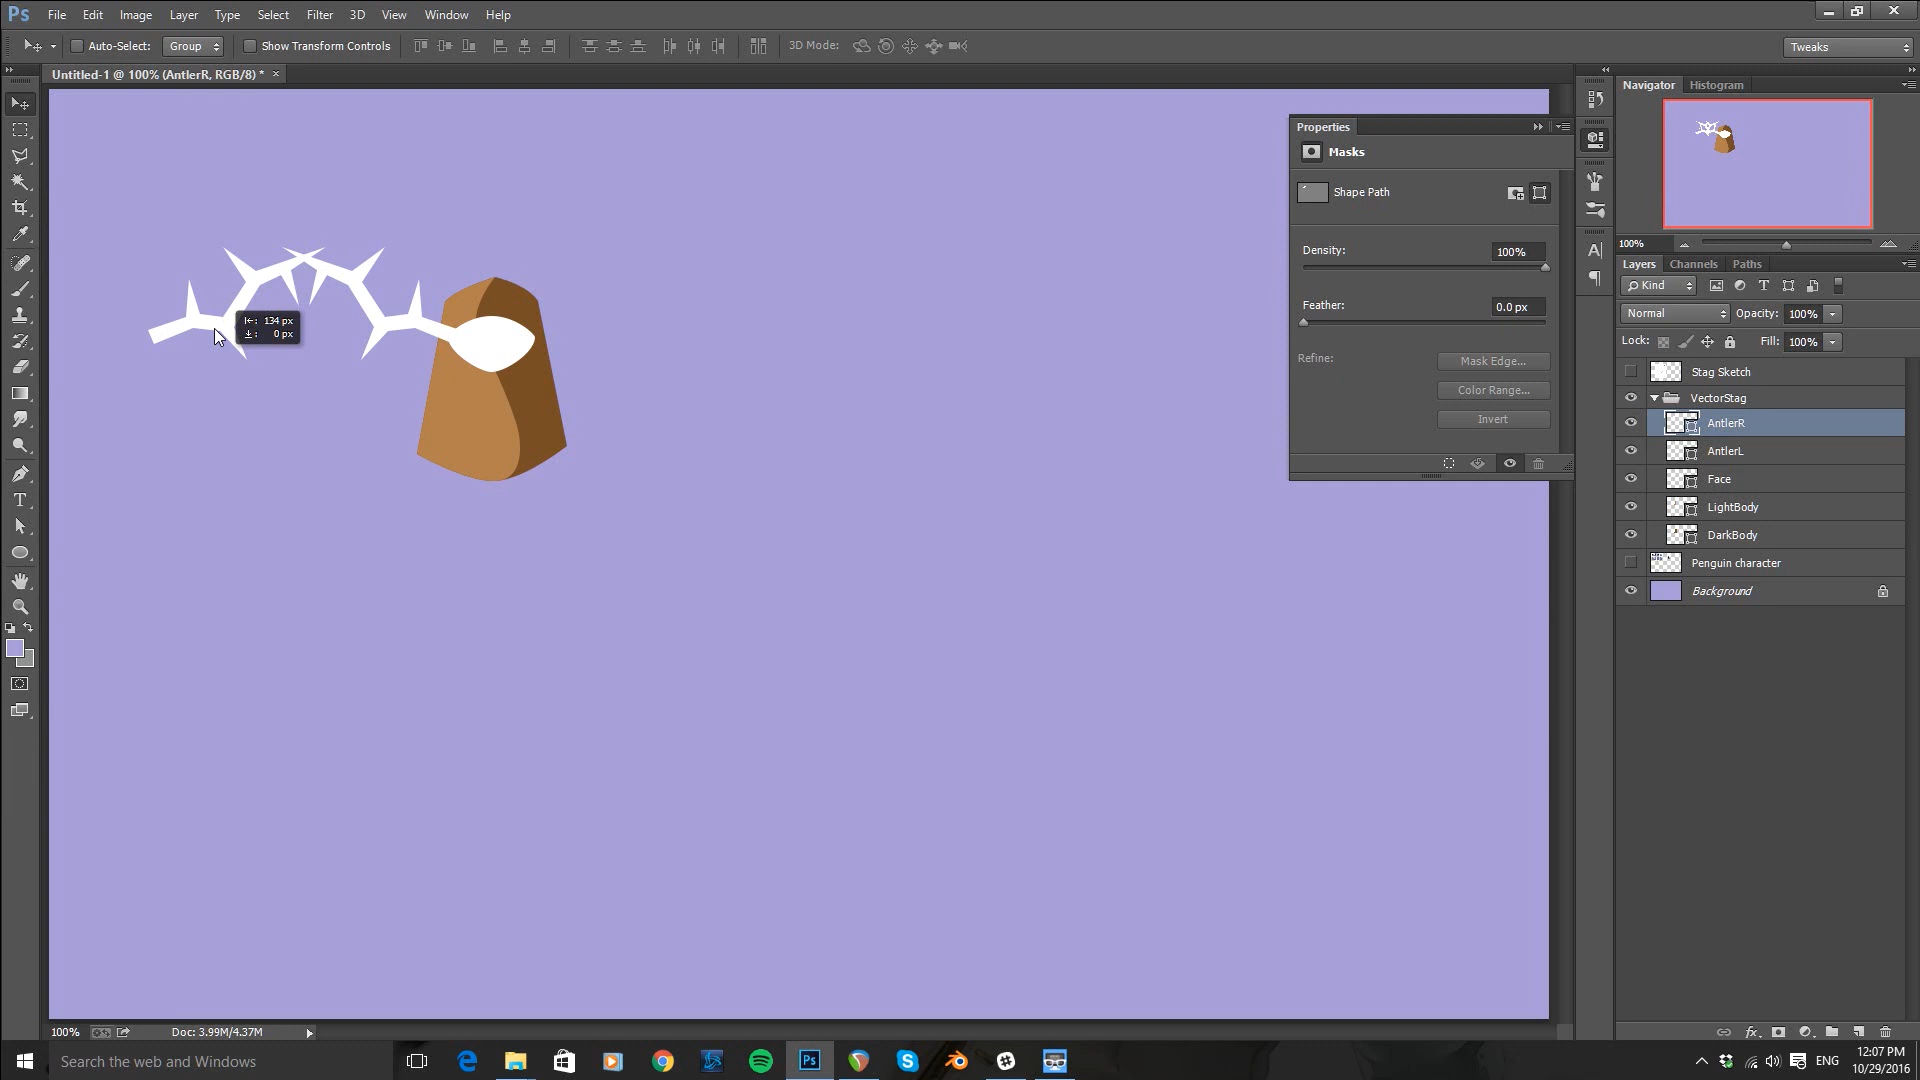 Ps File Edit Image Layer Type Select Filter 3D View Window Help
Auto-Select: Group Show Transform Controls 3D Mode: Tweaks
Untitled-1 @ 100% (AntlerR, RGB/8) * ×
Navigator Histogram
Properties
Masks
Shape Path
Density: 100%
Feather: 0.0 px
Refine: Mask Edge...
Color Range...
Invert
100%
Layers Channels Paths
Kind
Normal Opacity: 100%
Lock: Fill: 100%
Stag Sketch
VectorStag
AntlerR
AntlerL
Face
LightBody
DarkBody
Penguin character
Background
134 px
0 px
T
A
100% Doc: 3.99M/4.37M
fx
Search the web and Windows
Ps
ENG
12:07 PM
10/29/2016